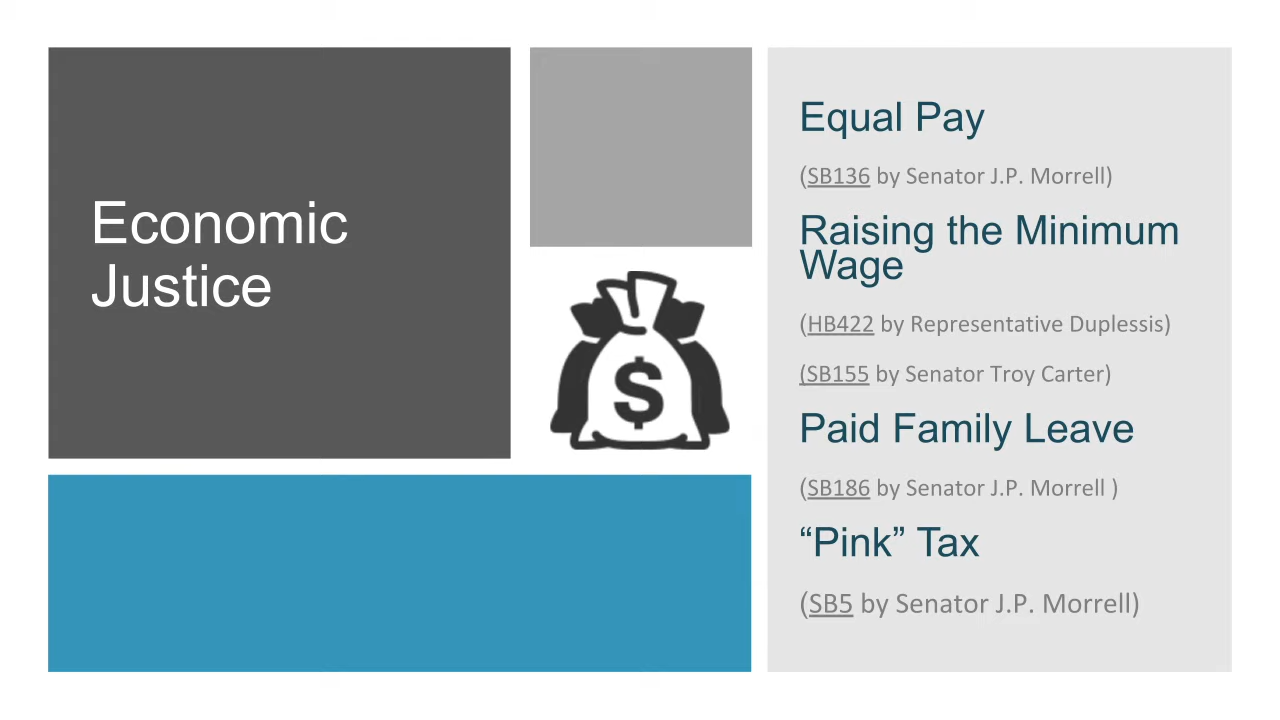 Economic
Justice
$
Equal Pay
(SB136 by Senator J.P. Morrell)
Raising the Minimum
Wage
(HB422 by Representative Duplessis)
(SB155 by Senator Troy Carter)
Paid Family Leave
(SB186 by Senator J.P. Morrell )
“Pink” Tax
(SB5 by Senator J.P. Morrell)